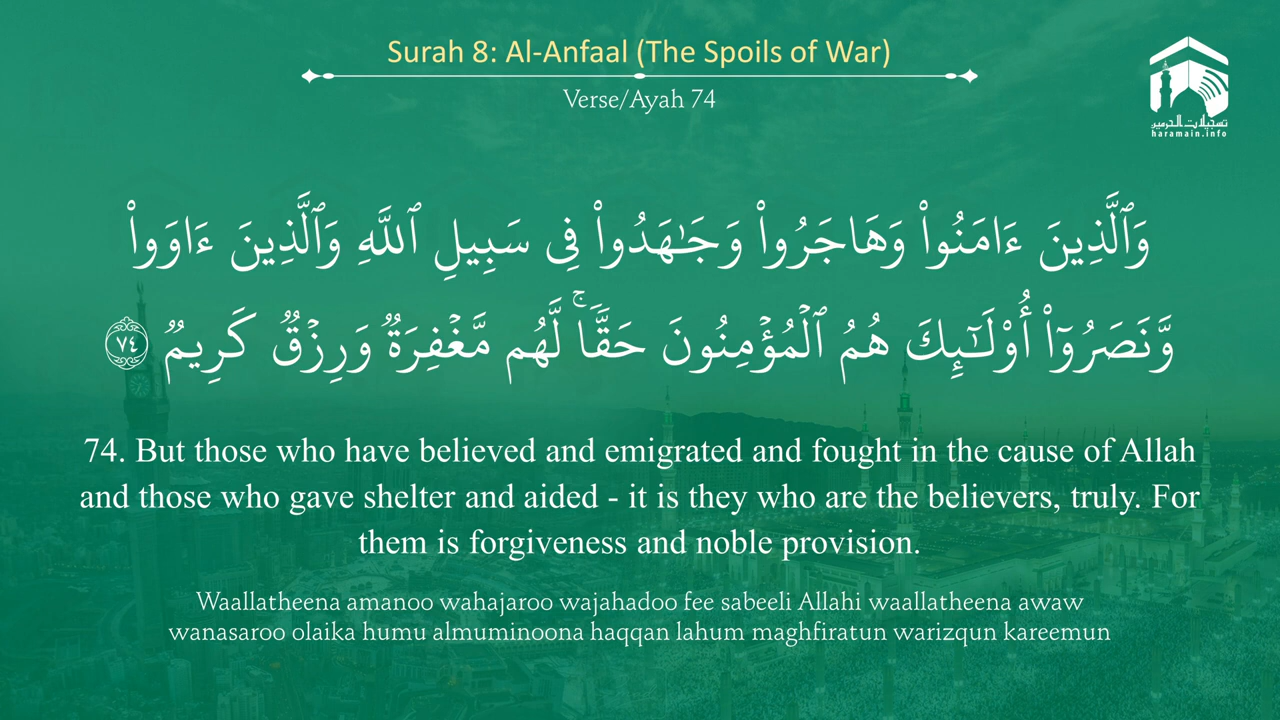 Surah 8: Al-Anfaal (The Spoils of War)
Verse/Ayah 74
تسجيلات الحرمين
haramain.info
وَٱلَّذِينَ ءَامَنُوا۟ وَهَاجَرُوا۟ وَجَـٰهَدُوا۟ فِى سَبِيلِ ٱللَّهِ وَٱلَّذِينَ ءَاوَوا۟
وَّنَصَرُوٓا۟ أُو۟لَـٰٓئِكَ هُمُ ٱلْمُؤْمِنُونَ حَقًّۭا ۚ لَّهُم مَّغْفِرَةٌۭ وَرِزْقٌۭ كَرِيمٌۭ ٧٤
74. But those who have believed and emigrated and fought in the cause of Allah
and those who gave shelter and aided - it is they who are the believers, truly. For
them is forgiveness and noble provision.
Waallatheena amanoo wahajaroo wajahadoo fee sabeeli Allahi waallatheena awaw
wanasaroo olaika humu almuminoona haqqan lahum maghfiratun warizqun kareemun